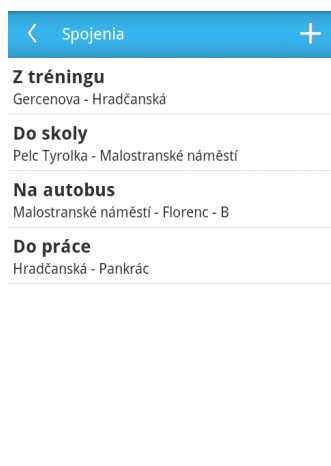 Spojenia
Z tréningu
Gercenova - Hradčanská
Do skoly
Pelc Tyrolka - Malostranské náměstí
Na autobus
Malostranské náměstí - Florenc - B
Do práce
Hradčanská - Pankrác